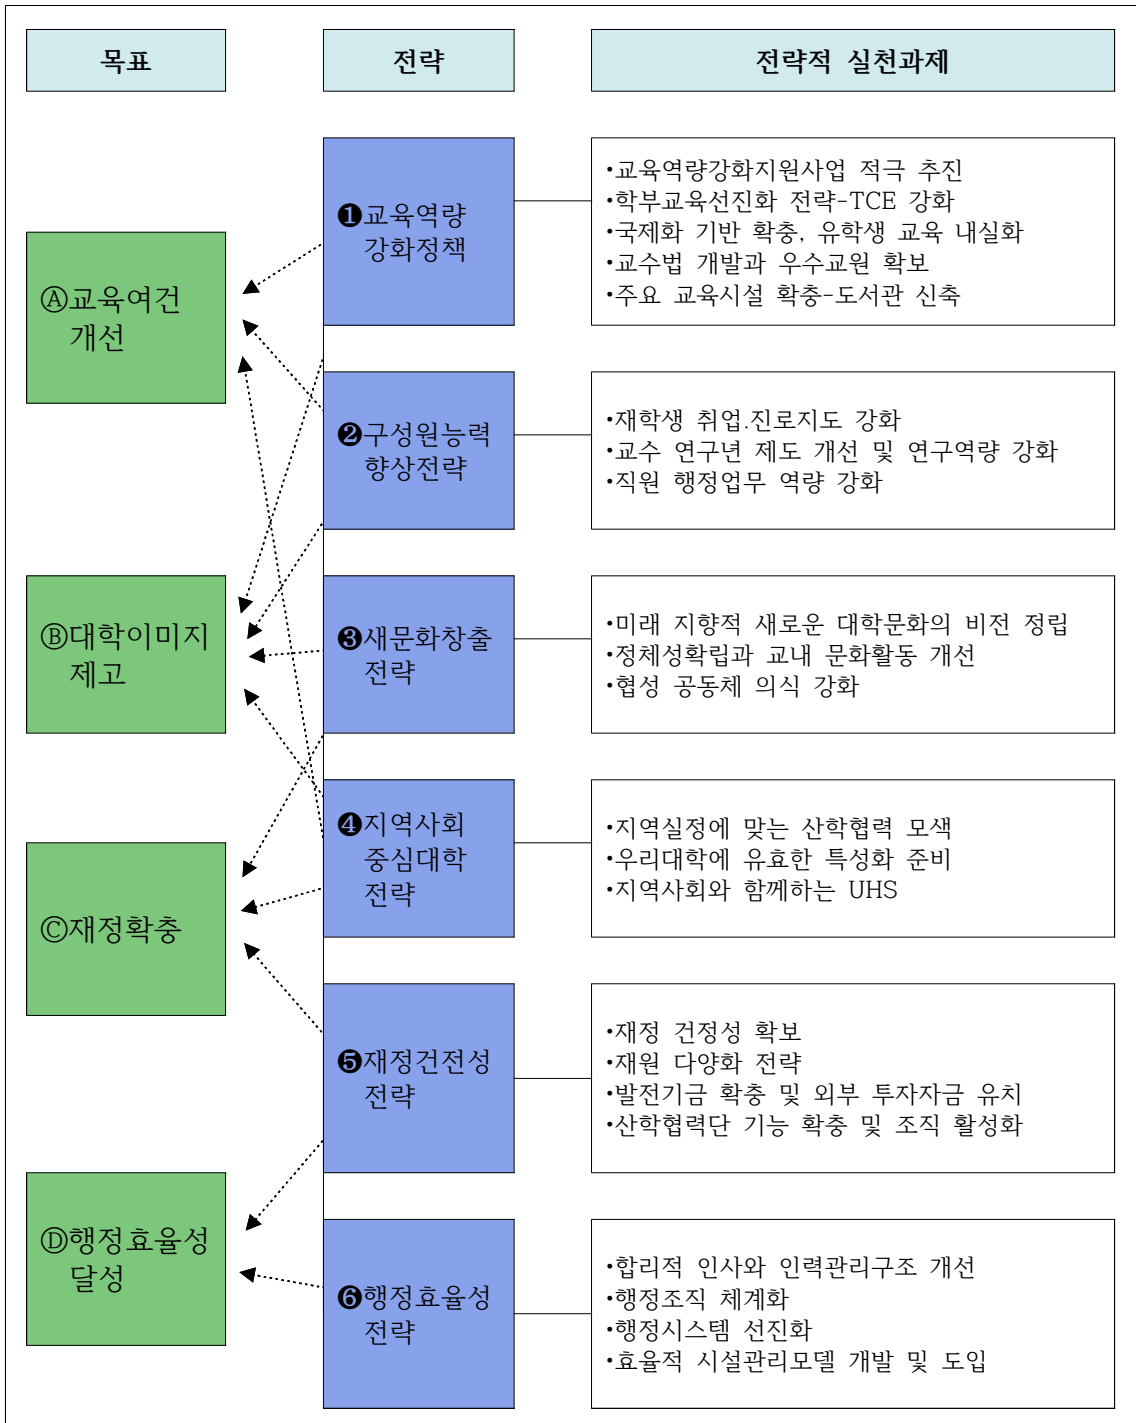 목표
전략
전략적 실천과제
Ⓐ교육여건
개선
Ⓑ대학이미지
제고
Ⓒ재정확충
Ⓓ행정효율성
달성
❶교육역량
강화정책
•교육역량강화지원사업 적극 추진
•학부교육선진화 전략-TCE 강화
•국제화 기반 확충, 유학생 교육 내실화
•교수법 개발과 우수교원 확보
•주요 교육시설 확충-도서관 신축
❷구성원능력
향상전략
•재학생 취업.진로지도 강화
•교수 연구년 제도 개선 및 연구역량 강화
•직원 행정업무 역량 강화
❸새문화창출
전략
•미래 지향적 새로운 대학문화의 비전 정립
•정체성확립과 교내 문화활동 개선
•협성 공동체 의식 강화
❹지역사회
중심대학
전략
•지역실정에 맞는 산학협력 모색
•우리대학에 유효한 특성화 준비
•지역사회와 함께하는 UHS
❺재정건전성
전략
•재정 건정성 확보
•재원 다양화 전략
•발전기금 확충 및 외부 투자자금 유치
•산학협력단 기능 확충 및 조직 활성화
❻행정효율성
전략
•합리적 인사와 인력관리구조 개선
•행정조직 체계화
•행정시스템 선진화
•효율적 시설관리모델 개발 및 도입